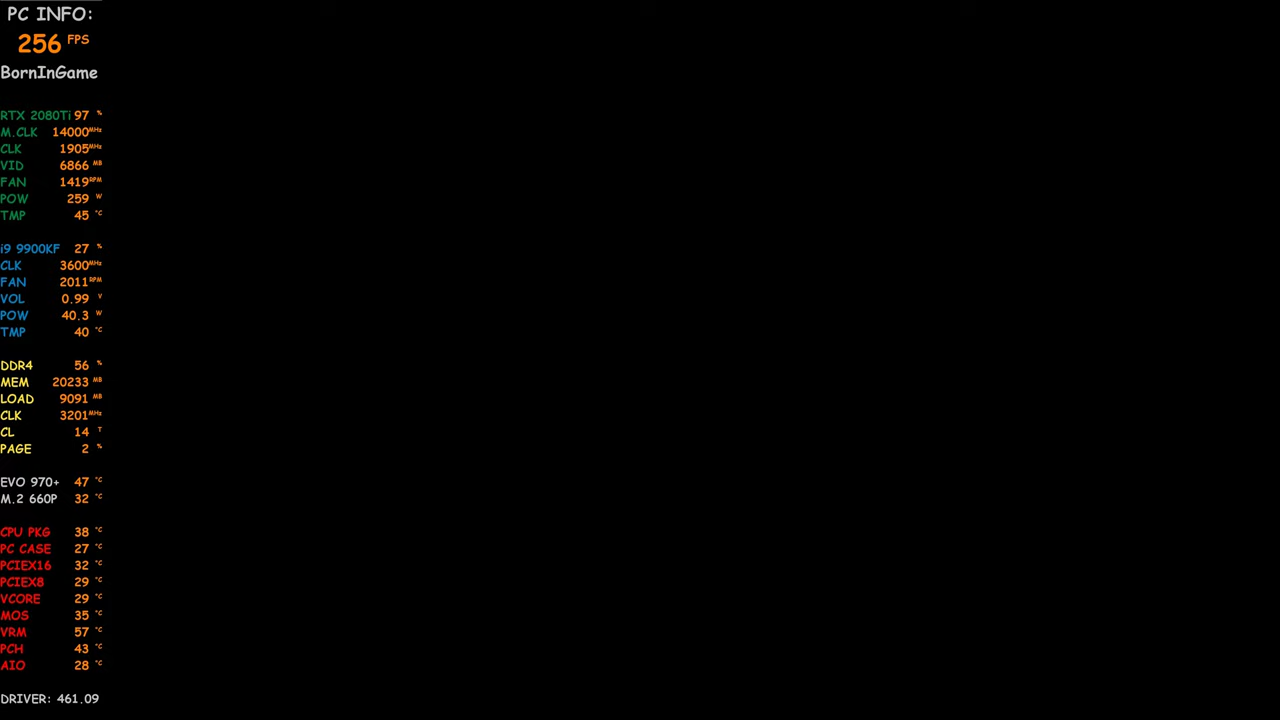 PC INFO:
256 FPS
BornInGame
RTX 2080Ti 97 %
M.CLK 14000 MHz
CLK 1905 MHz
VID 6866 MB
FAN 1419 RPM
POW 259 W
TMP 45 °C
i9 9900KF 27 %
CLK 3600 MHz
FAN 2011 RPM
VOL 0.99 V
POW 40.3 W
TMP 40 °C
DDR4 56 %
MEM 20233 MB
LOAD 9091 MB
CLK 3201 MHz
CL 14 T
PAGE 2 %
EVO 970+ 47 °C
M.2 660P 32 °C
CPU PKG 38 °C
PC CASE 27 °C
PCIEX16 32 °C
PCIEX8 29 °C
VCORE 29 °C
MOS 35 °C
VRM 57 °C
PCH 43 °C
AIO 28 °C
DRIVER: 461.09